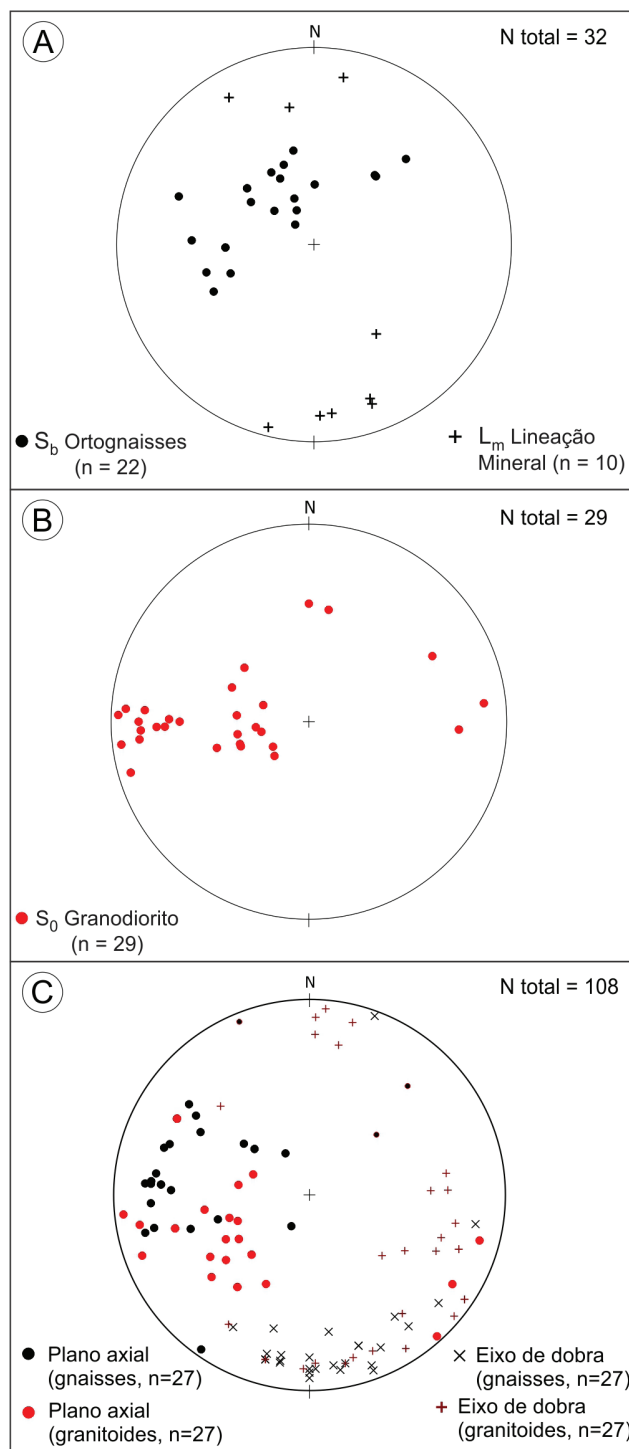 A
N
N total = 32
S_b Ortognaisses
(n = 22)
L_m Lineação
Mineral (n = 10)
B
N
N total = 29
S_0 Granodiorito
(n = 29)
C
N
N total = 108
Plano axial
(gnaisses, n=27)
Plano axial
(granitoides, n=27)
Eixo de dobra
(gnaisses, n=27)
Eixo de dobra
(granitoides, n=27)